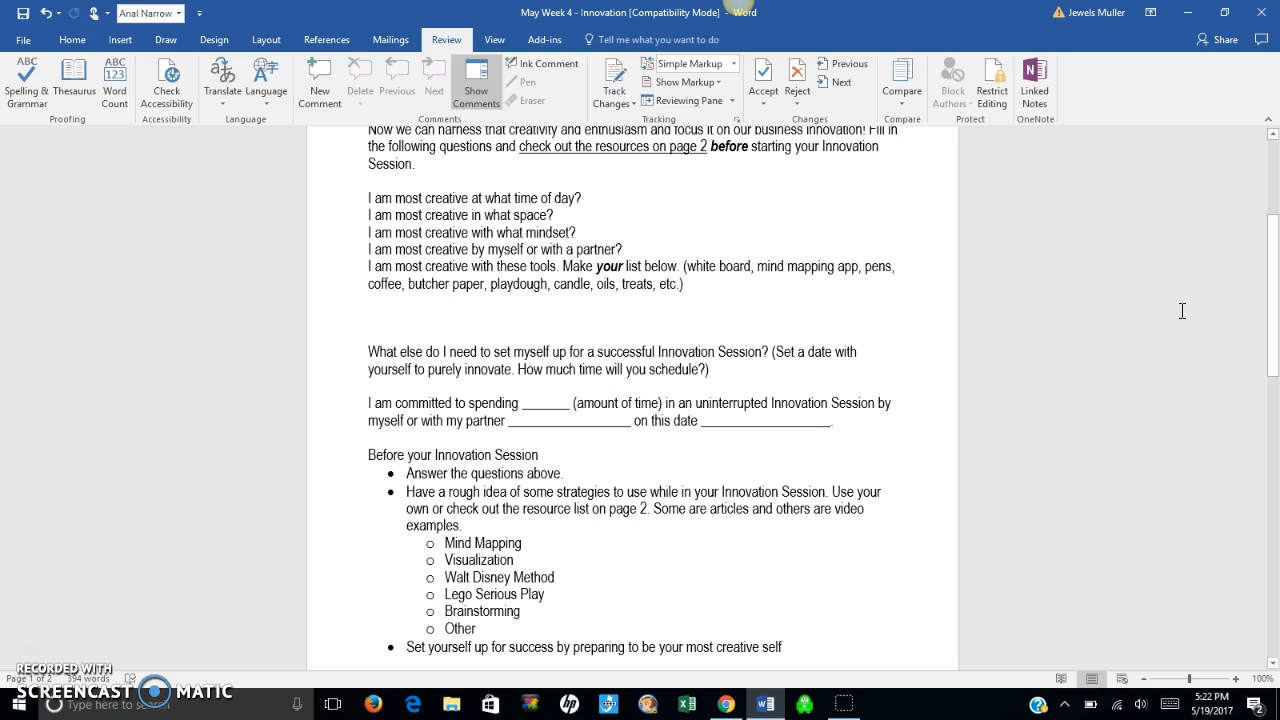 Arial Narrow
May Week 4 - Innovation [Compatibility Mode] - Word
Jewels Muller
File Home Insert Draw Design Layout References Mailings Review View Add-ins Tell me what you want to do Share
ABC
Spelling & Grammar
Thesaurus
ABC 123
Word Count
Proofing
Check Accessibility
Accessibility
Translate
Language
Language
New Comment
Delete
Previous
Next
Show Comments
Ink Comment
Pen
Eraser
Comments
Track Changes
Simple Markup
Show Markup
Reviewing Pane
Tracking
Accept
Reject
Previous
Next
Changes
Compare
Compare
Block Authors
Restrict Editing
Protect
Linked Notes
OneNote
Now we can harness that creativity and enthusiasm and focus it on our business innovation! Fill in
the following questions and check out the resources on page 2 before starting your Innovation
Session.
I am most creative at what time of day?
I am most creative in what space?
I am most creative with what mindset?
I am most creative by myself or with a partner?
I am most creative with these tools. Make your list below. (white board, mind mapping app, pens,
coffee, butcher paper, playdough, candle, oils, treats, etc.)
What else do I need to set myself up for a successful Innovation Session? (Set a date with
yourself to purely innovate. How much time will you schedule?)
I am committed to spending _______ (amount of time) in an uninterrupted Innovation Session by
myself or with my partner __________________ on this date ___________________.
Before your Innovation Session
• Answer the questions above.
• Have a rough idea of some strategies to use while in your Innovation Session. Use your
own or check out the resource list on page 2. Some are articles and others are video
examples.
o Mind Mapping
o Visualization
o Walt Disney Method
o Lego Serious Play
o Brainstorming
o Other
• Set yourself up for success by preparing to be your most creative self
RECORDED WITH
SCREENCAST MATIC
Page 1 of 2 394 words
100%
Type here to search
5:22 PM
5/19/2017
2